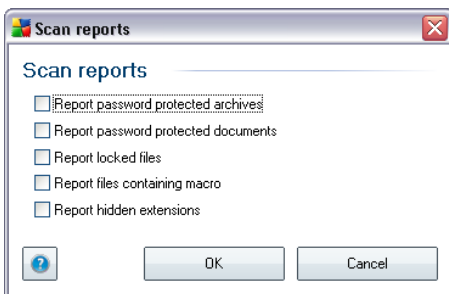 Scan reports
Scan reports
Report password protected archives
Report password protected documents
Report locked files
Report files containing macro
Report hidden extensions
?
OK
Cancel